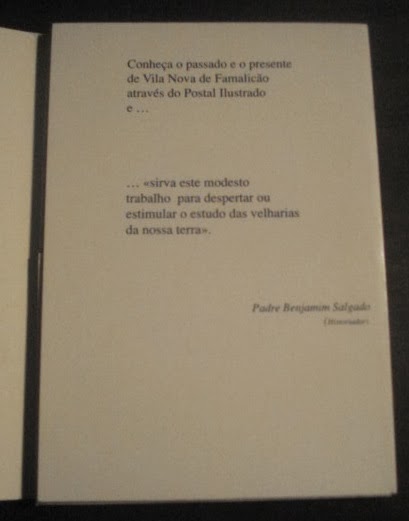 Conheça o passado e o presente
de Vila Nova de Famalicão
através do Postal Ilustrado
e ...
... «sirva este modesto
trabalho para despertar ou
estimular o estudo das velharias
da nossa terra».
Padre Benjamim Salgado
(Historiador)